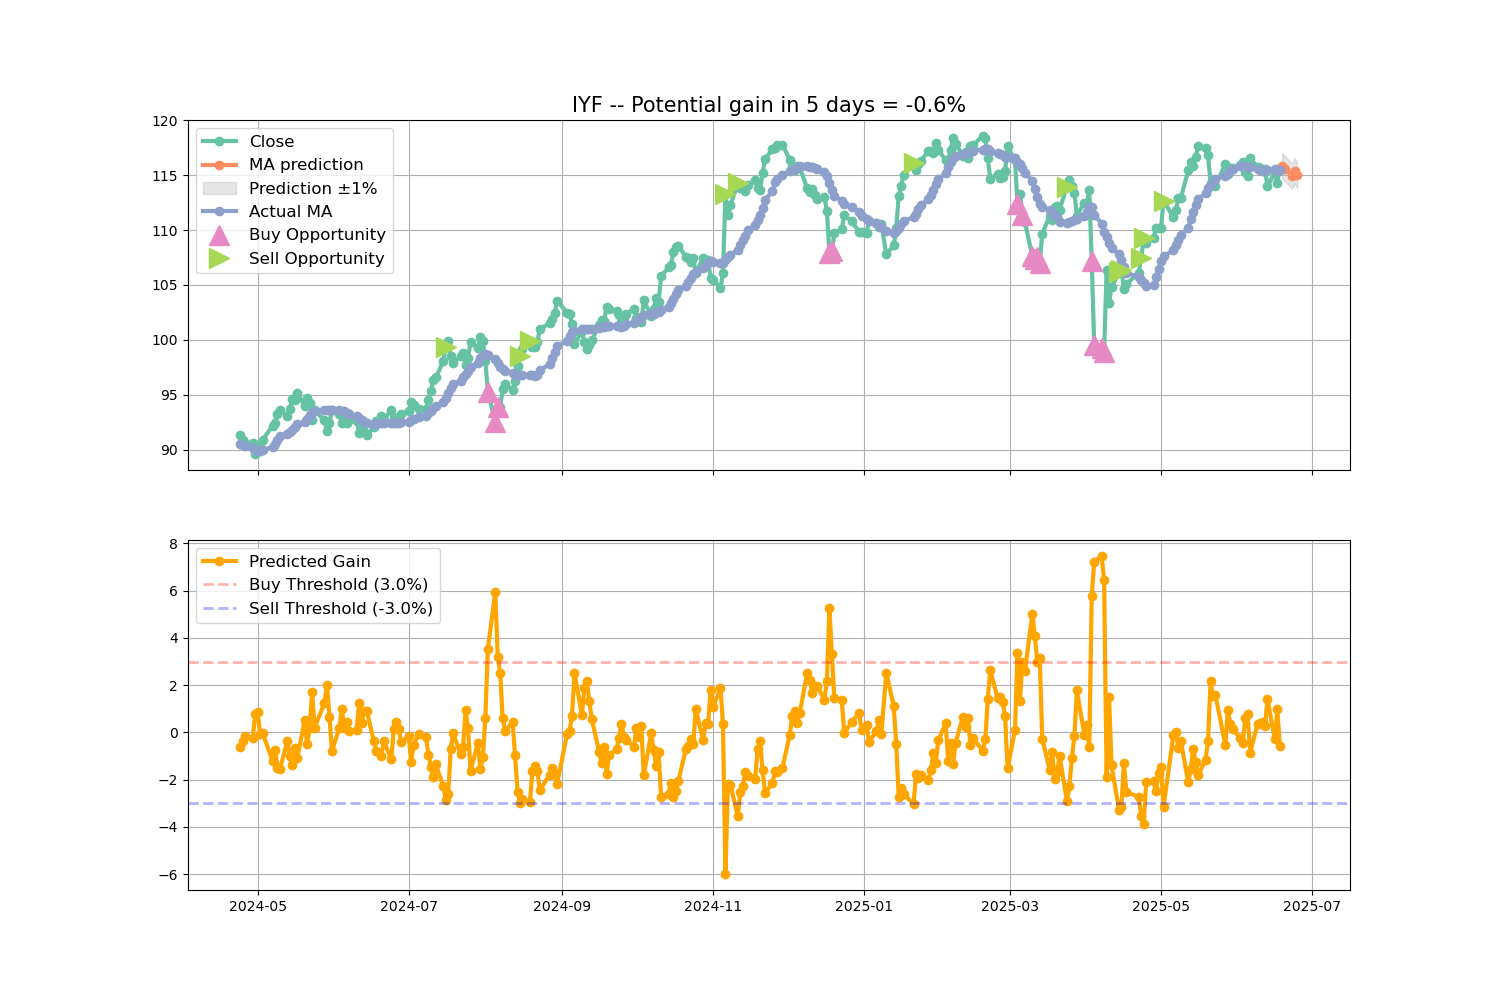 IYF -- Potential gain in 5 days = -0.6%
120
115
110
105
100
95
90
Close
MA prediction
Prediction ±1%
Actual MA
Buy Opportunity
Sell Opportunity
8
6
4
2
0
−2
−4
−6
Predicted Gain
Buy Threshold (3.0%)
Sell Threshold (-3.0%)
2024-05
2024-07
2024-09
2024-11
2025-01
2025-03
2025-05
2025-07